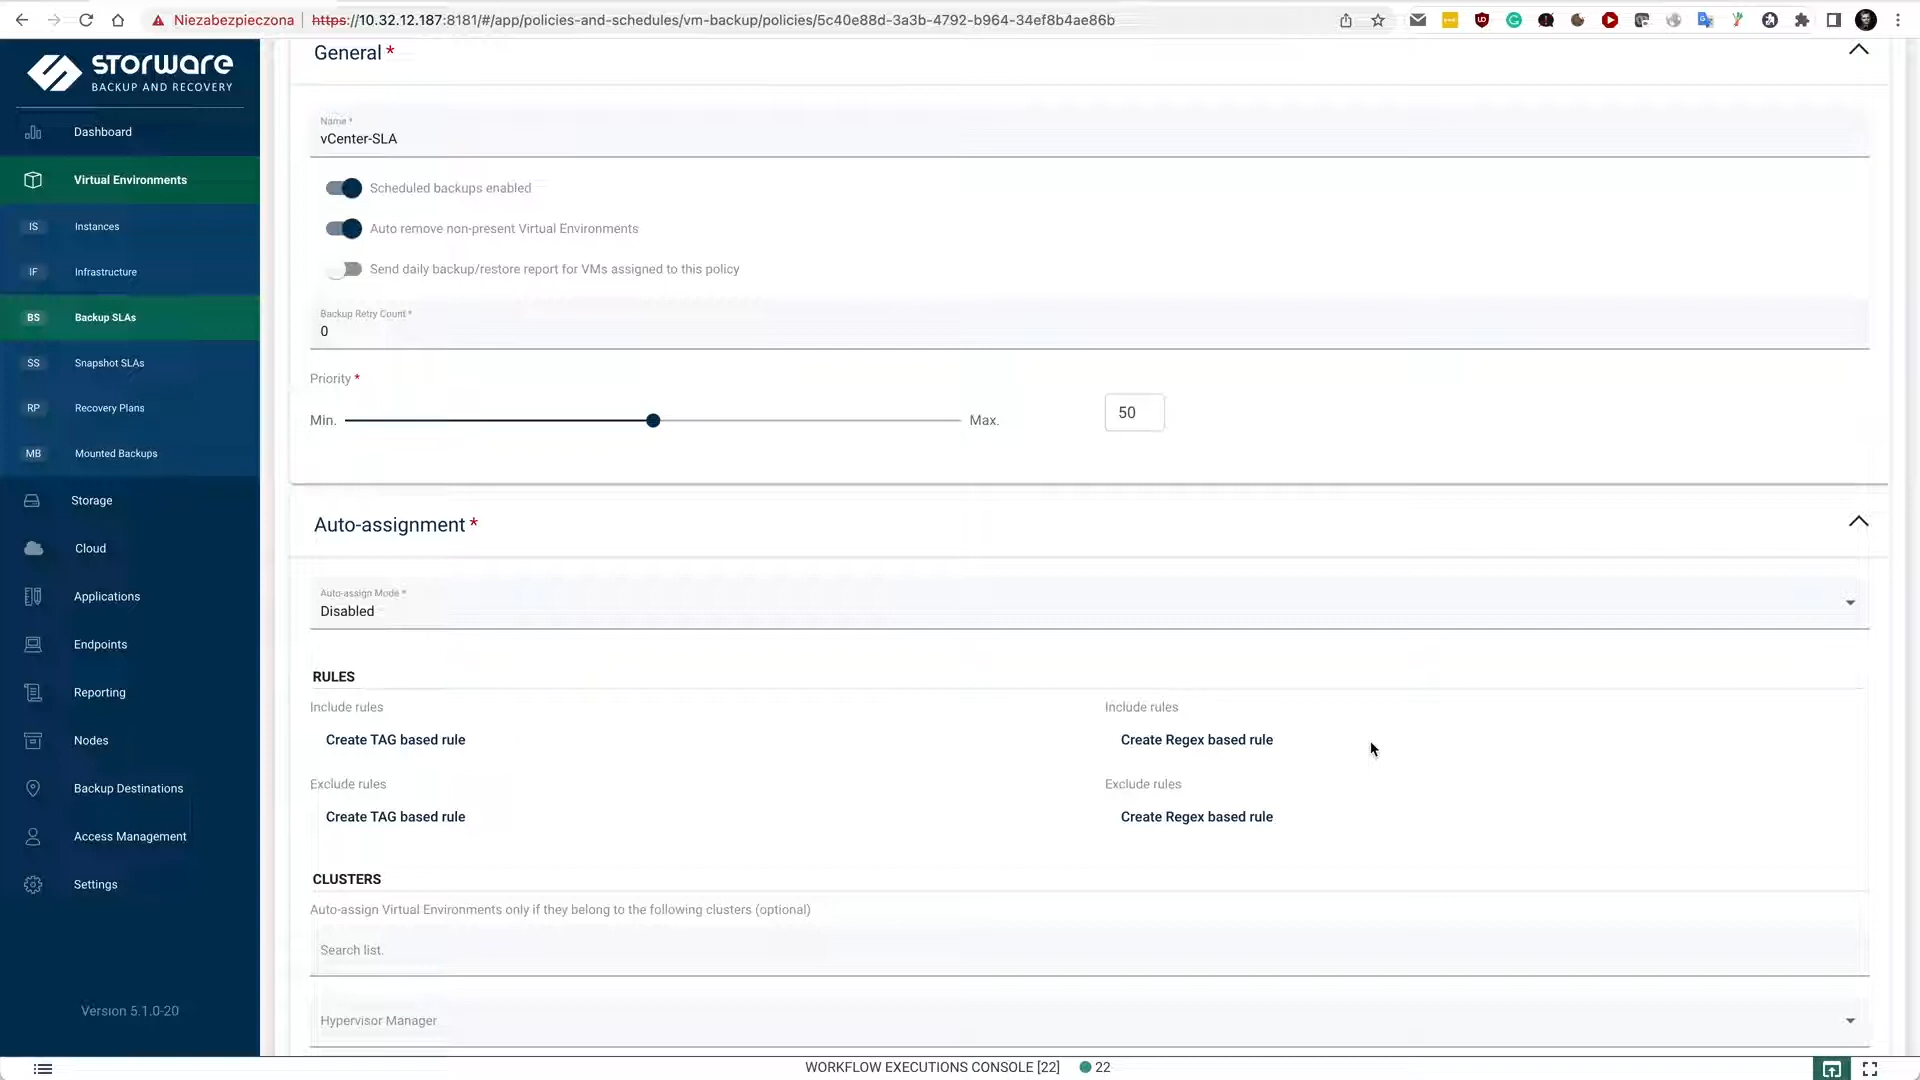 Niezabezpieczona
https://10.32.12.187:8181/#/app/policies-and-schedules/vm-backup/policies/5c40e88d-3a3b-4792-b964-34ef8b4ae86b
STORWARE
BACKUP AND RECOVERY
Dashboard
Virtual Environments
IS Instances
IF Infrastructure
BS Backup SLAs
SS Snapshot SLAs
RP Recovery Plans
MB Mounted Backups
Storage
Cloud
Applications
Endpoints
Reporting
Nodes
Backup Destinations
Access Management
Settings
Version 5.1.0-20
General *
Name *
vCenter-SLA
Scheduled backups enabled
Auto remove non-present Virtual Environments
Send daily backup/restore report for VMs assigned to this policy
Backup Retry Count *
0
Priority *
Min. Max. 50
Auto-assignment *
Auto-assign Mode *
Disabled
RULES
Include rules Include rules
Create TAG based rule Create Regex based rule
Exclude rules Exclude rules
Create TAG based rule Create Regex based rule
CLUSTERS
Auto-assign Virtual Environments only if they belong to the following clusters (optional)
Search list.
Hypervisor Manager
WORKFLOW EXECUTIONS CONSOLE [22] 22